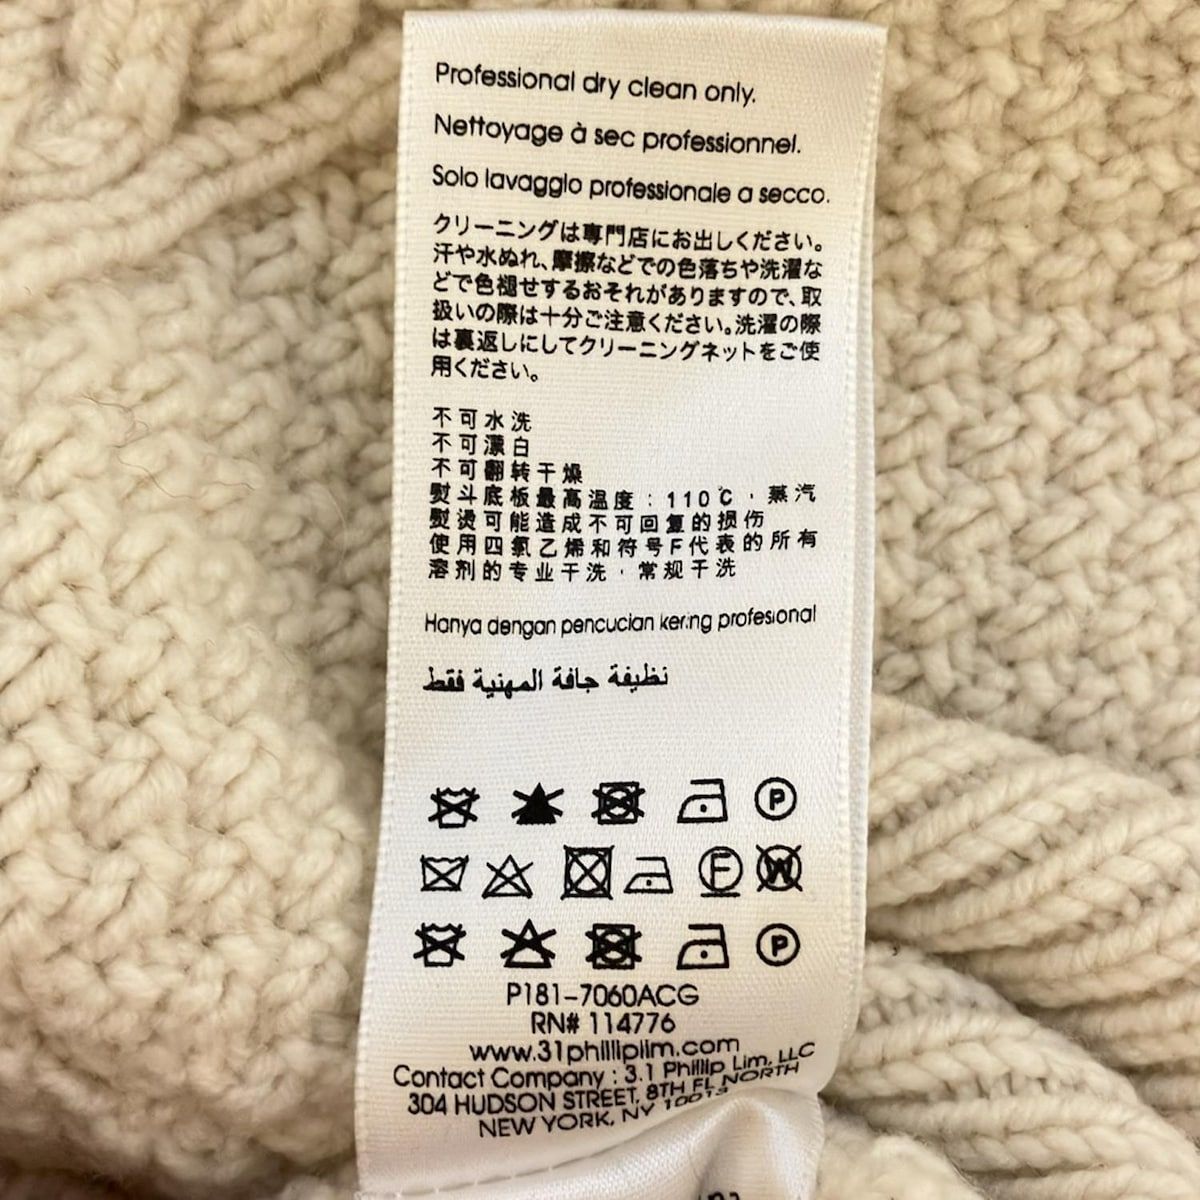 Professional dry clean only.
Nettoyage à sec professionnel.
Solo lavagglo professionale a secco.
クリーニングは専門店にお出しください。
汗や水ぬれ、摩擦などでの色落ちや洗濯な
どで色褪せするおそれがありますので、取
扱いの際は十分ご注意ください。洗濯の際
は裏返しにしてクリーニングネットをご使
用ください。
不可水洗
不可漂白
不可翻转干燥
熨斗底板最高温度：110℃，蒸汽
熨烫可能造成不可回复的损伤
使用四氯乙烯和符号F代表的所有
溶剂的专业干洗，常规干洗
Hanya dengan pencucian kering profesional
نظيفة جافة المهنية فقط
P
F W
P
P181-7060ACG
RN# 114776
www.31philliplim.com
Contact Company : 3.1 Phillip Lim, LLC
304 HUDSON STREET, 8TH FL NORTH
NEW YORK, NY 10013